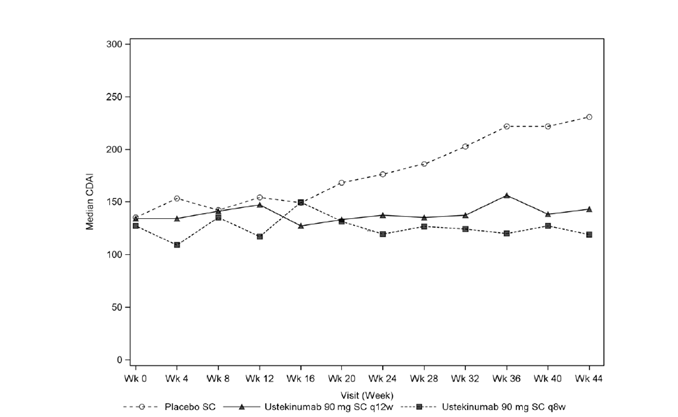 300
250
200
150
100
50
0
Median CDAI
Wk 0 Wk 4 Wk 8 Wk 12 Wk 16 Wk 20 Wk 24 Wk 28 Wk 32 Wk 36 Wk 40 Wk 44
Visit (Week)
Placebo SC Ustekinumab 90 mg SC q12w Ustekinumab 90 mg SC q8w